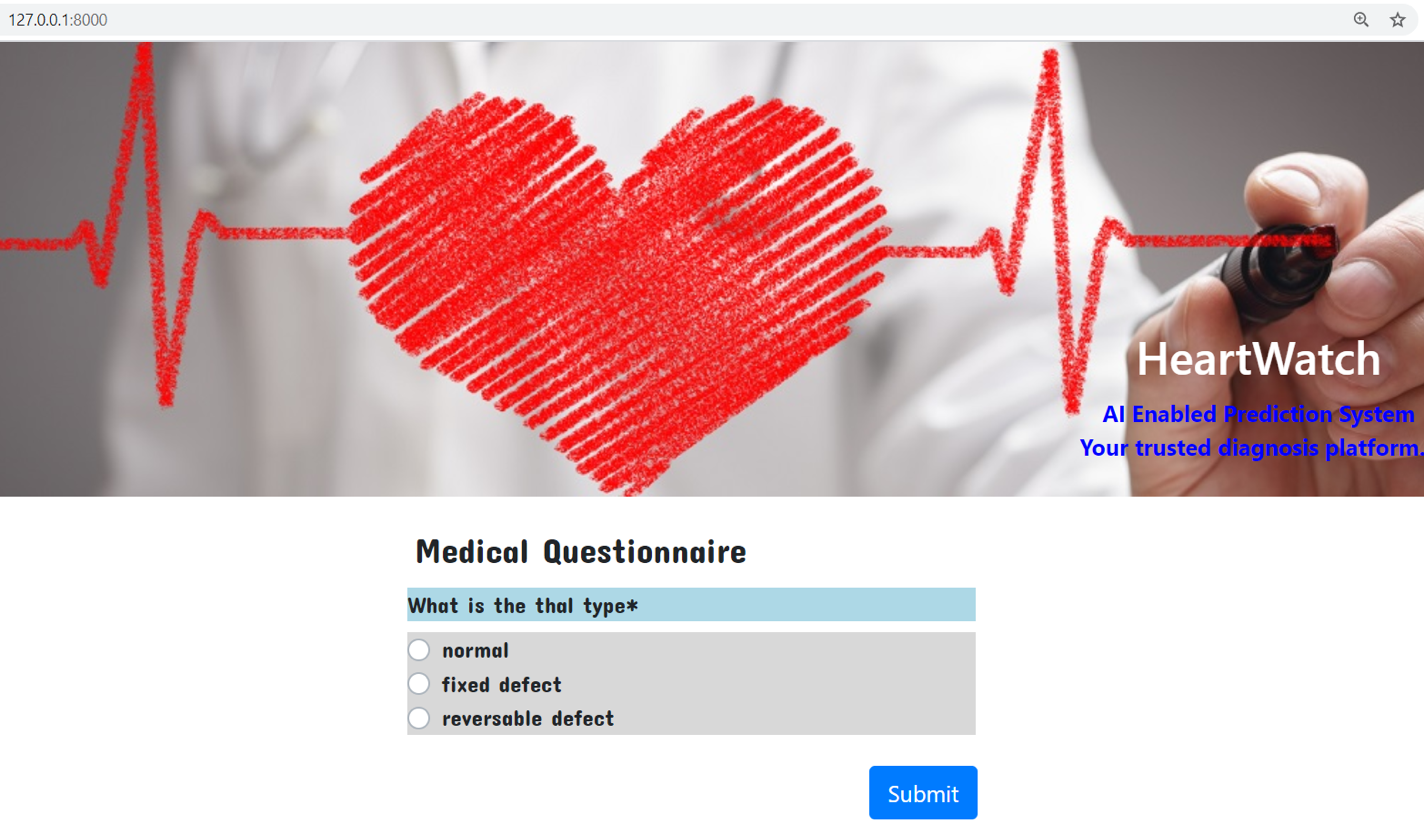 127.0.0.1:8000
HeartWatch
AI Enabled Prediction System
Your trusted diagnosis platform.
Medical Questionnaire
What is the thal type*
normal
fixed defect
reversable defect
Submit